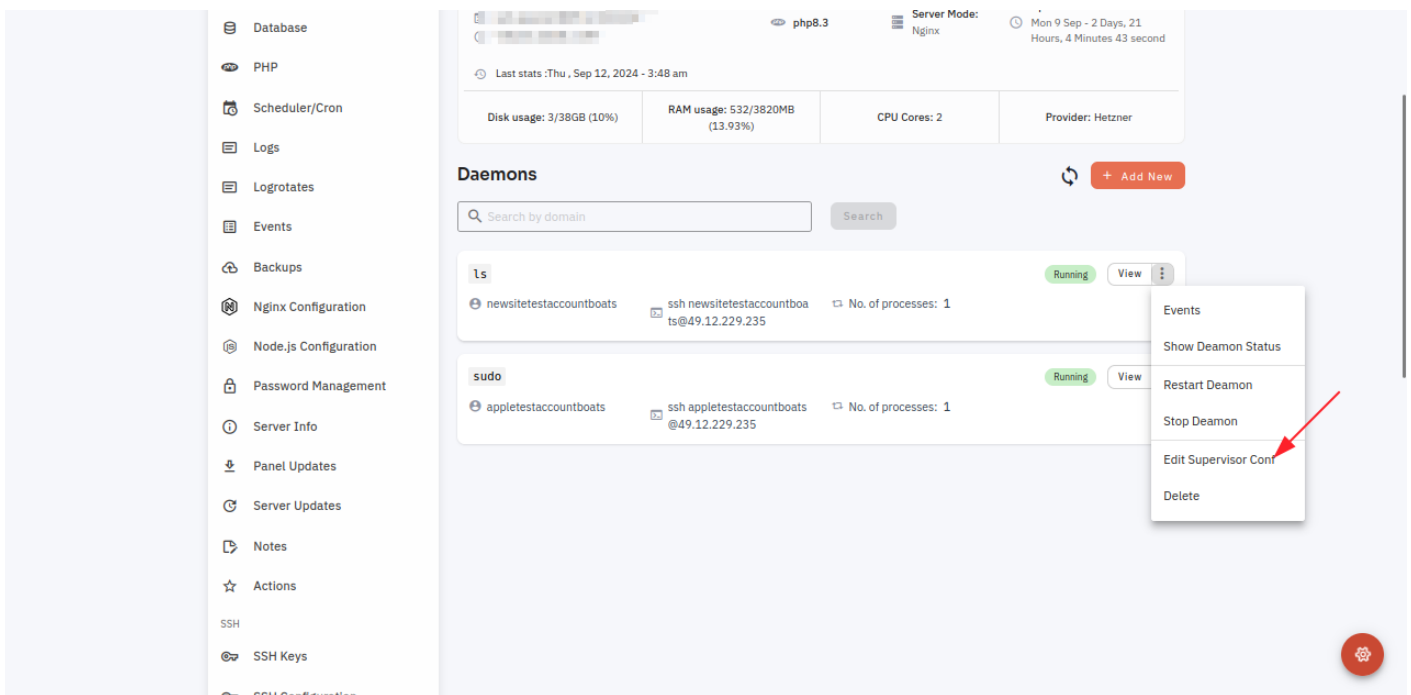 Database
PHP
Scheduler/Cron
Logs
Logrotates
Events
Backups
Nginx Configuration
Node.js Configuration
Password Management
Server Info
Panel Updates
Server Updates
Notes
Actions
SSH
SSH Keys
SSH Configuration
php8.3
Server Mode:
Nginx
Mon 9 Sep - 2 Days, 21
Hours, 4 Minutes 43 second
Last stats :Thu , Sep 12, 2024 - 3:48 am
Disk usage: 3/38GB (10%)
RAM usage: 532/3820MB
(13.93%)
CPU Cores: 2
Provider: Hetzner
Daemons
+ Add New
Search by domain
Search
ls
Running
View
newsitetestaccountboats
ssh newsitetestaccountboa
ts@49.12.229.235
No. of processes: 1
sudo
Running
View
appletestaccountboats
ssh appletestaccountboats
@49.12.229.235
No. of processes: 1
Events
Show Deamon Status
Restart Deamon
Stop Deamon
Edit Supervisor Conf
Delete